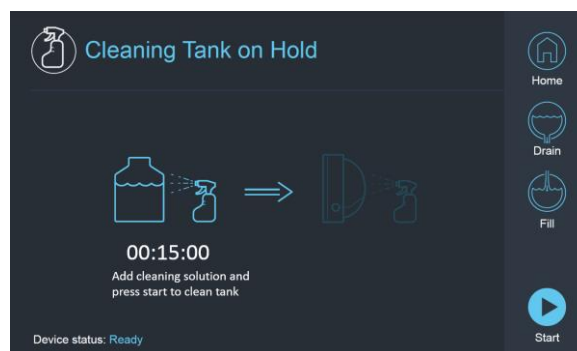 Cleaning Tank on Hold
Home
Drain
Fill
00:15:00
Add cleaning solution and
press start to clean tank
Device status: Ready
Start